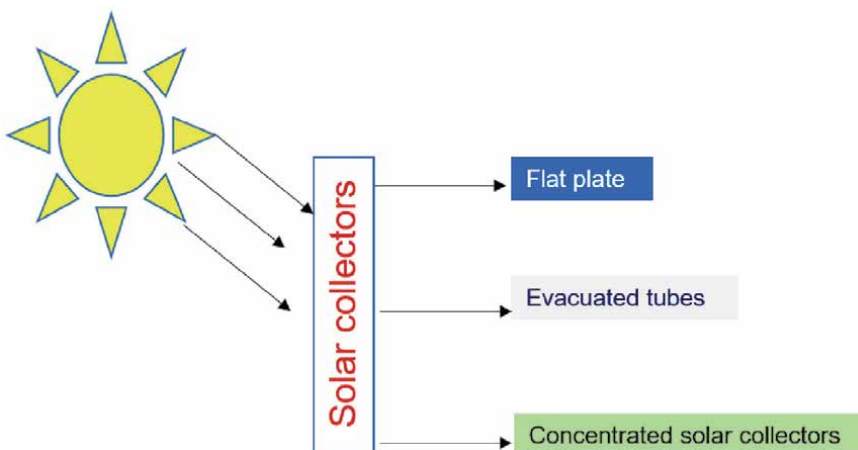 Solar collectors
Flat plate
Evacuated tubes
Concentrated solar collectors